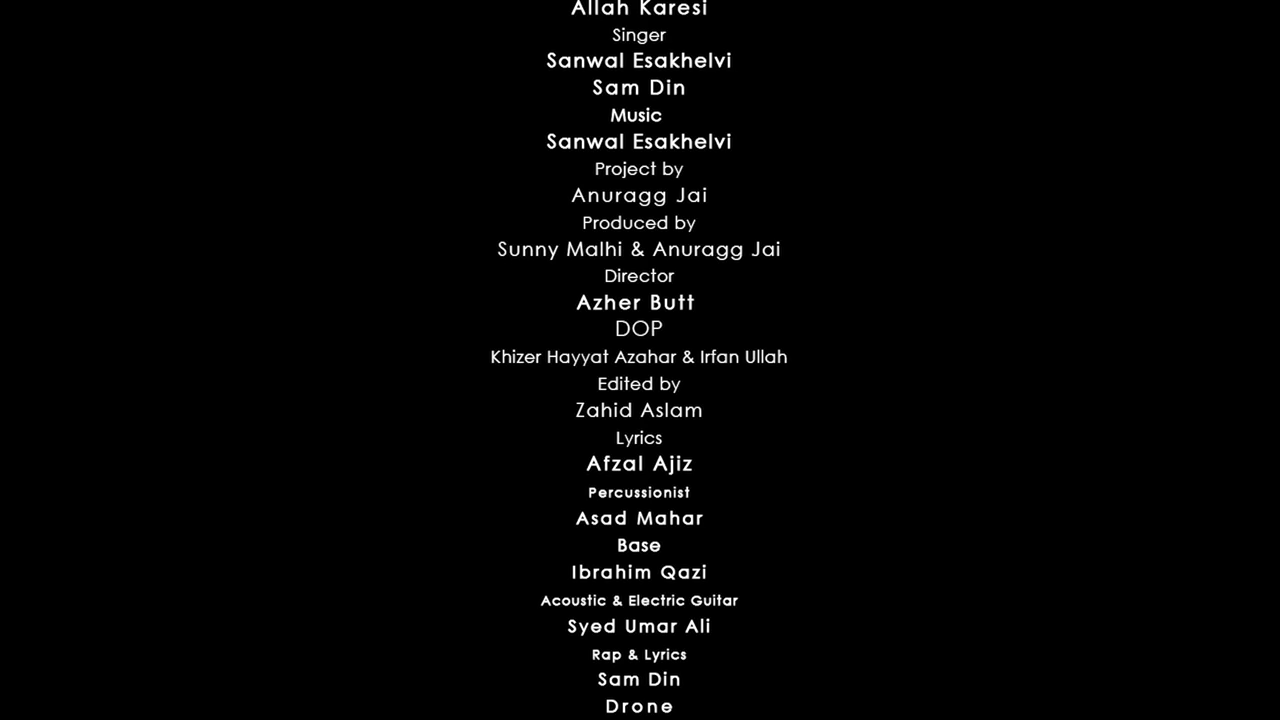 Allah Karesi
Singer
Sanwal Esakhelvi
Sam Din
Music
Sanwal Esakhelvi
Project by
Anuragg Jai
Produced by
Sunny Malhi & Anuragg Jai
Director
Azher Butt
DOP
Khizer Hayyat Azahar & Irfan Ullah
Edited by
Zahid Aslam
Lyrics
Afzal Ajiz
Percussionist
Asad Mahar
Base
Ibrahim Qazi
Acoustic & Electric Guitar
Syed Umar Ali
Rap & Lyrics
Sam Din
Drone